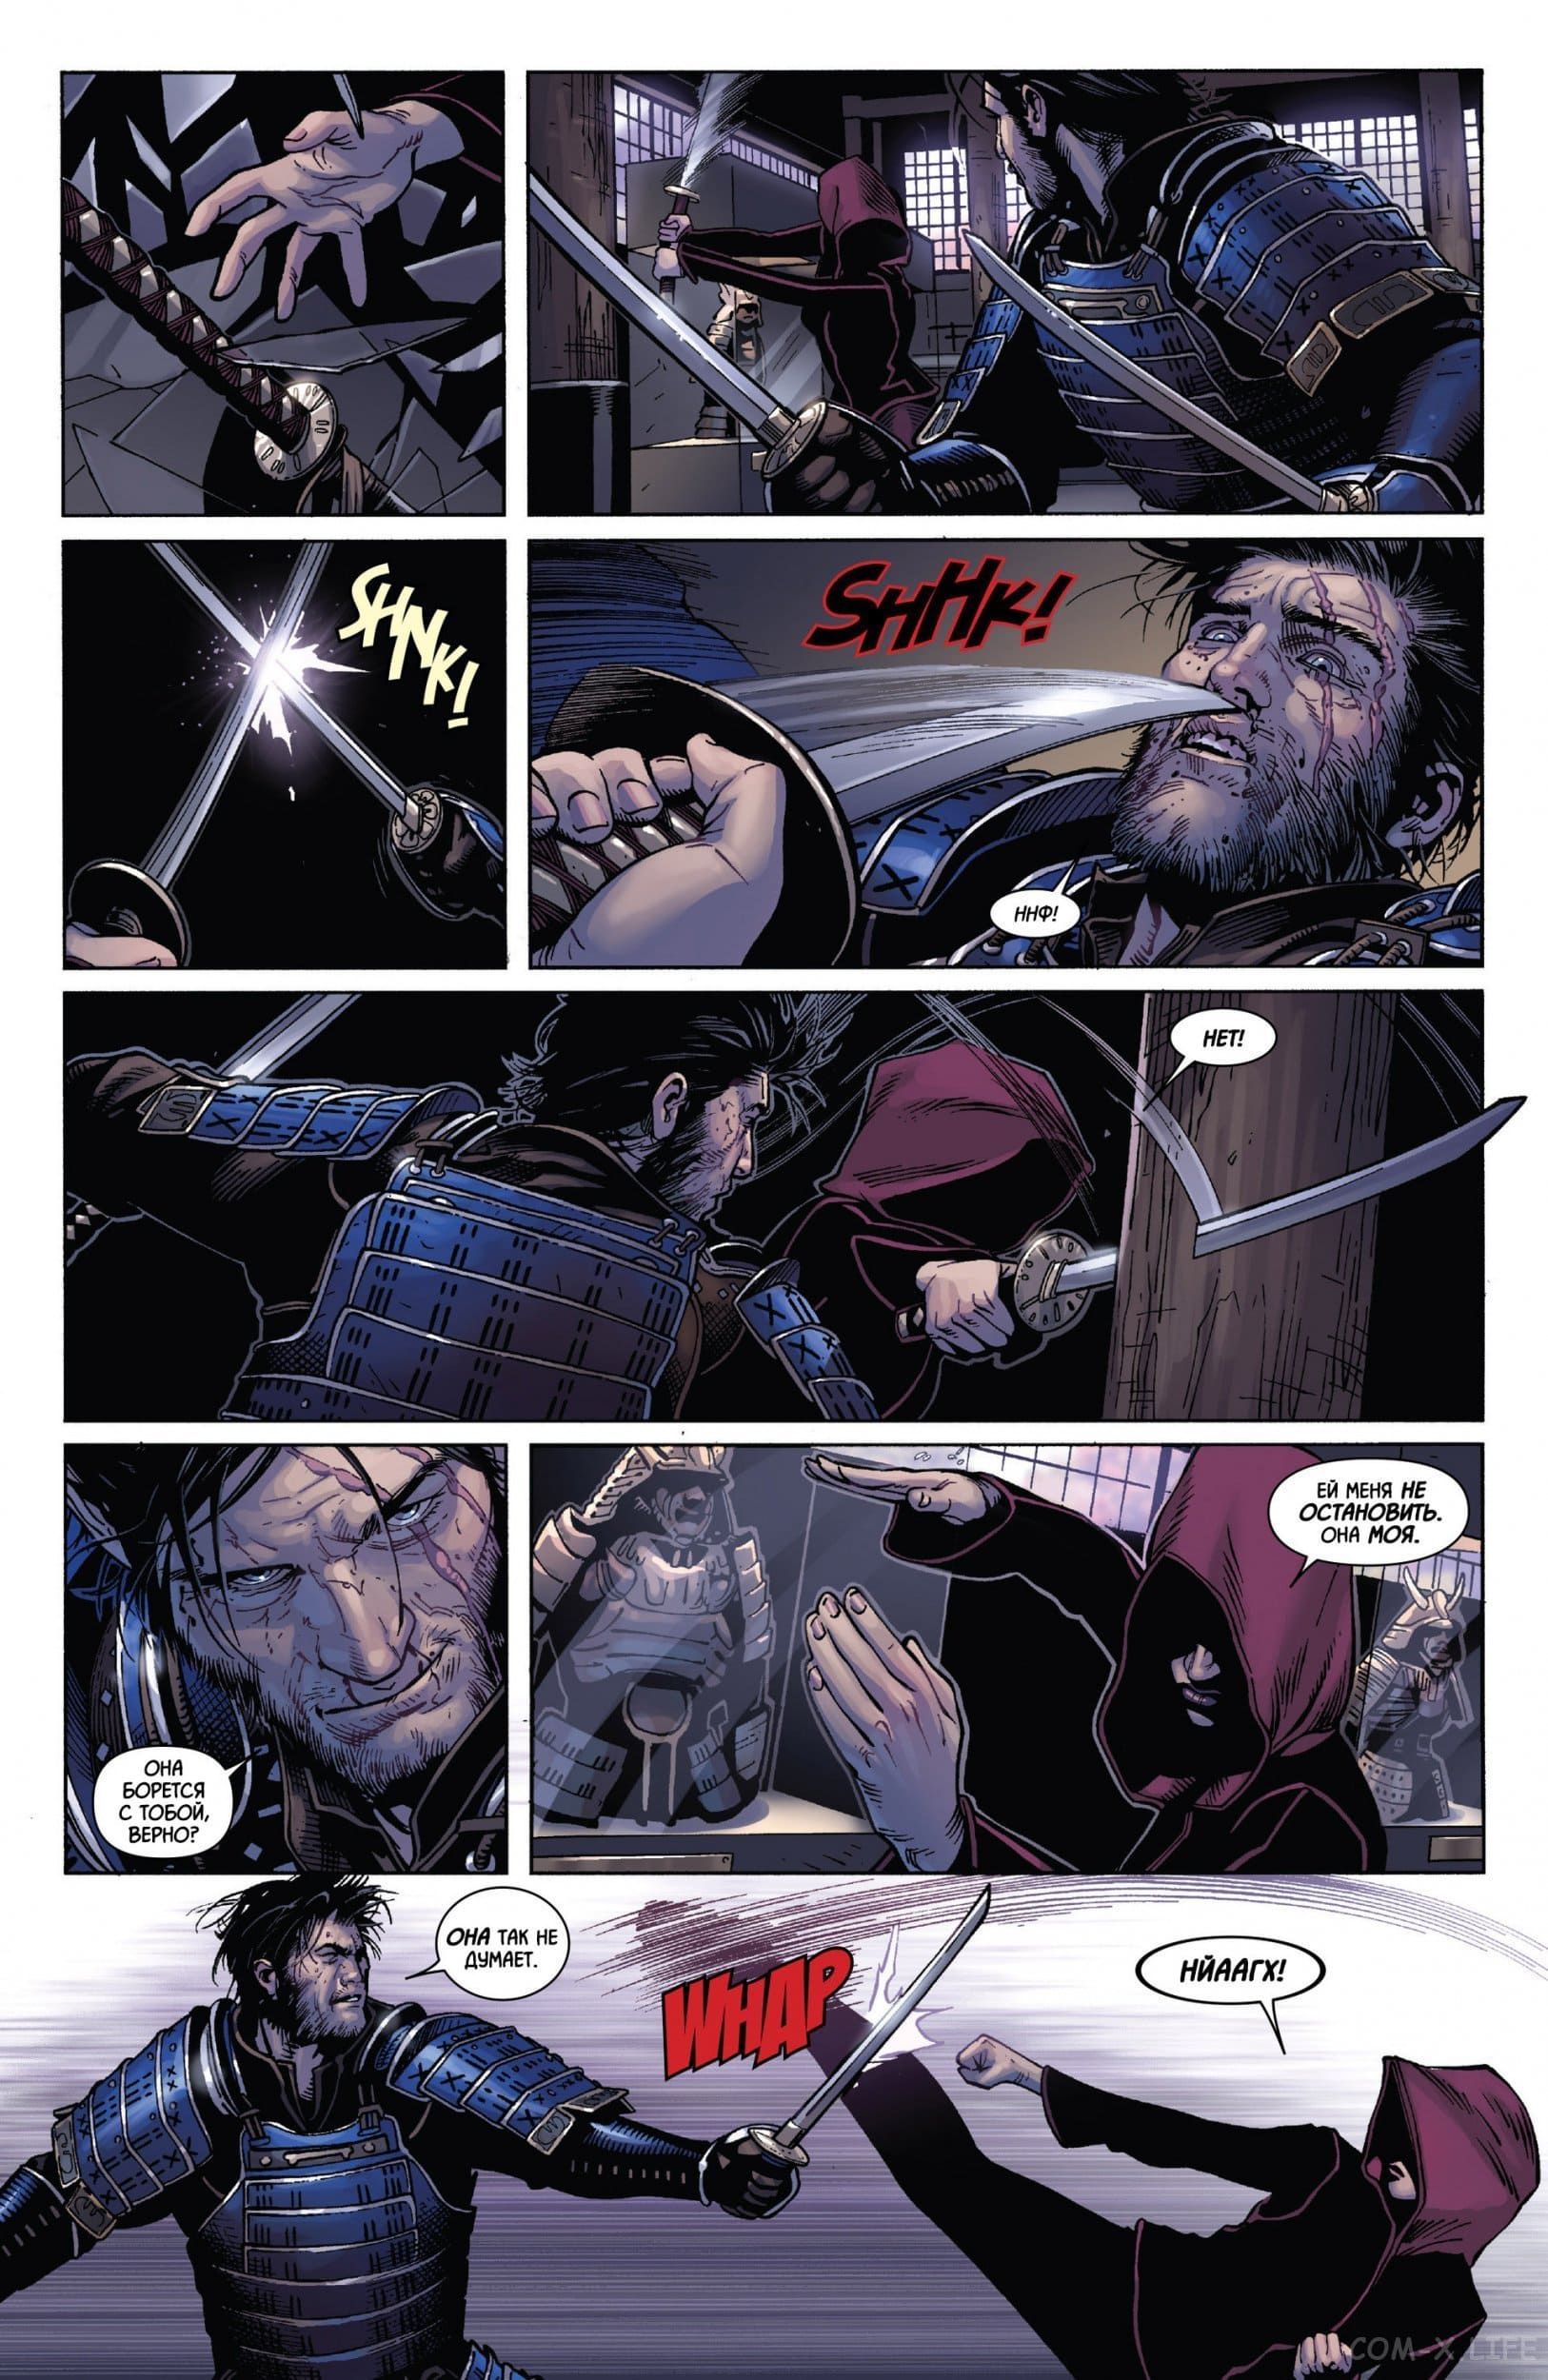 SHNK!
SHHK!
ННФ!
НЕТ!
ОНА
БОРЕТСЯ
С ТОБОЙ,
ВЕРНО?
ЕЙ МЕНЯ НЕ
ОСТАНОВИТЬ.
ОНА МОЯ.
ОНА ТАК НЕ
ДУМАЕТ.
WHAP
НЙААГХ!
COM-X.LIFE